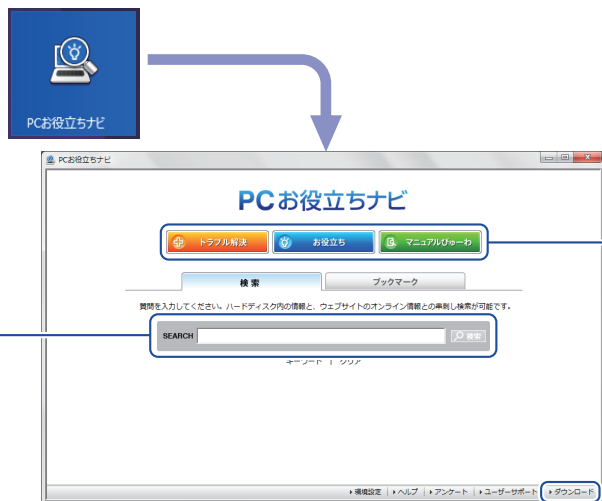 PCお役立ちナビ
PCお役立ちナビ
PCお役立ちナビ
トラブル解決 お役立ち マニュアルびゅーわ
検索 ブックマーク
質問を入力してください。ハードディスク内の情報と、ウェブサイトのオンライン情報との串刺し検索が可能です。
SEARCH 検索
キーワード | クリア
環境設定 | ヘルプ | アンケート | ユーザーサポート | ダウンロード